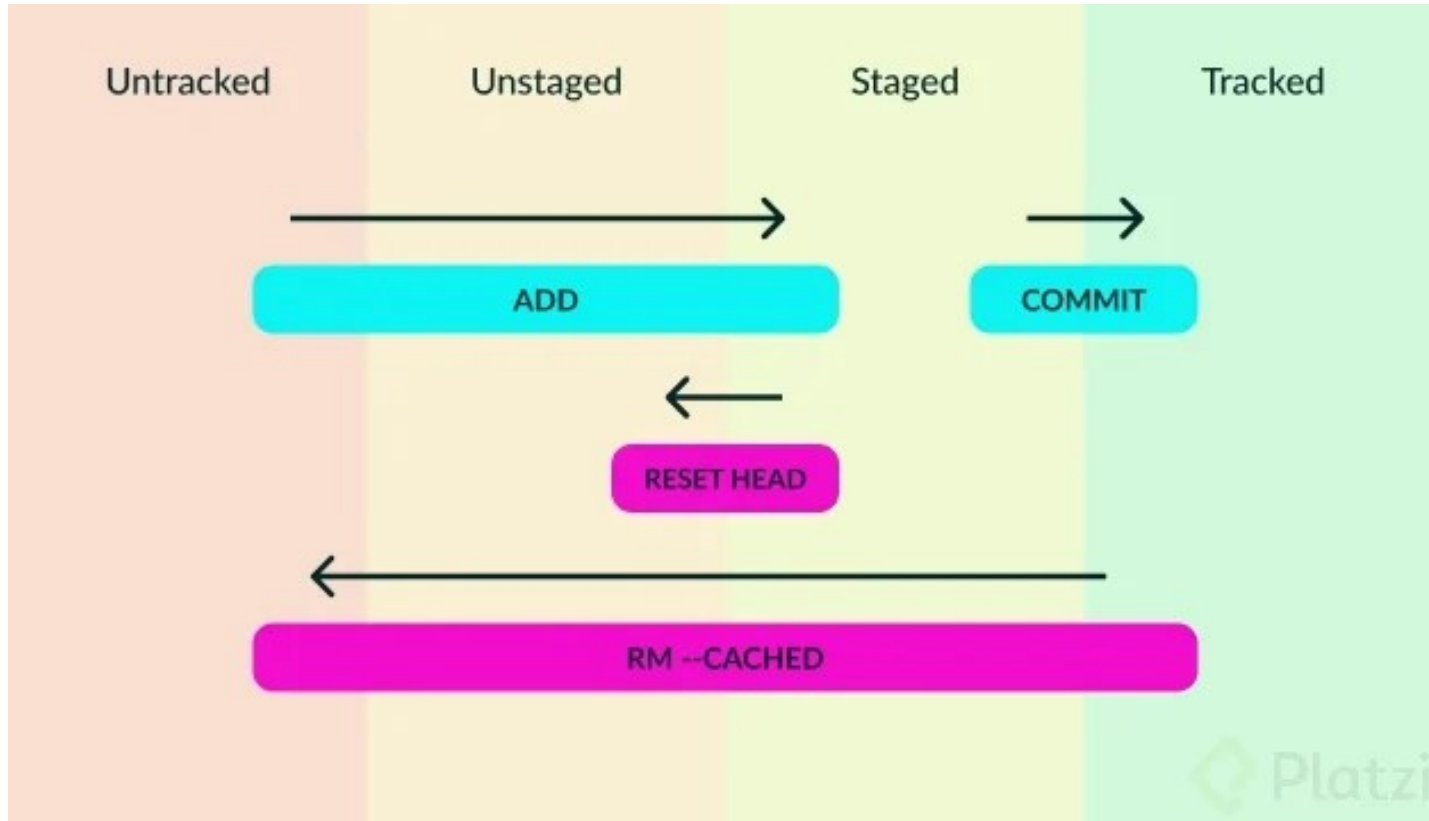 Untracked
Unstaged
Staged
Tracked
ADD
COMMIT
RESET HEAD
RM --CACHED
Platzi